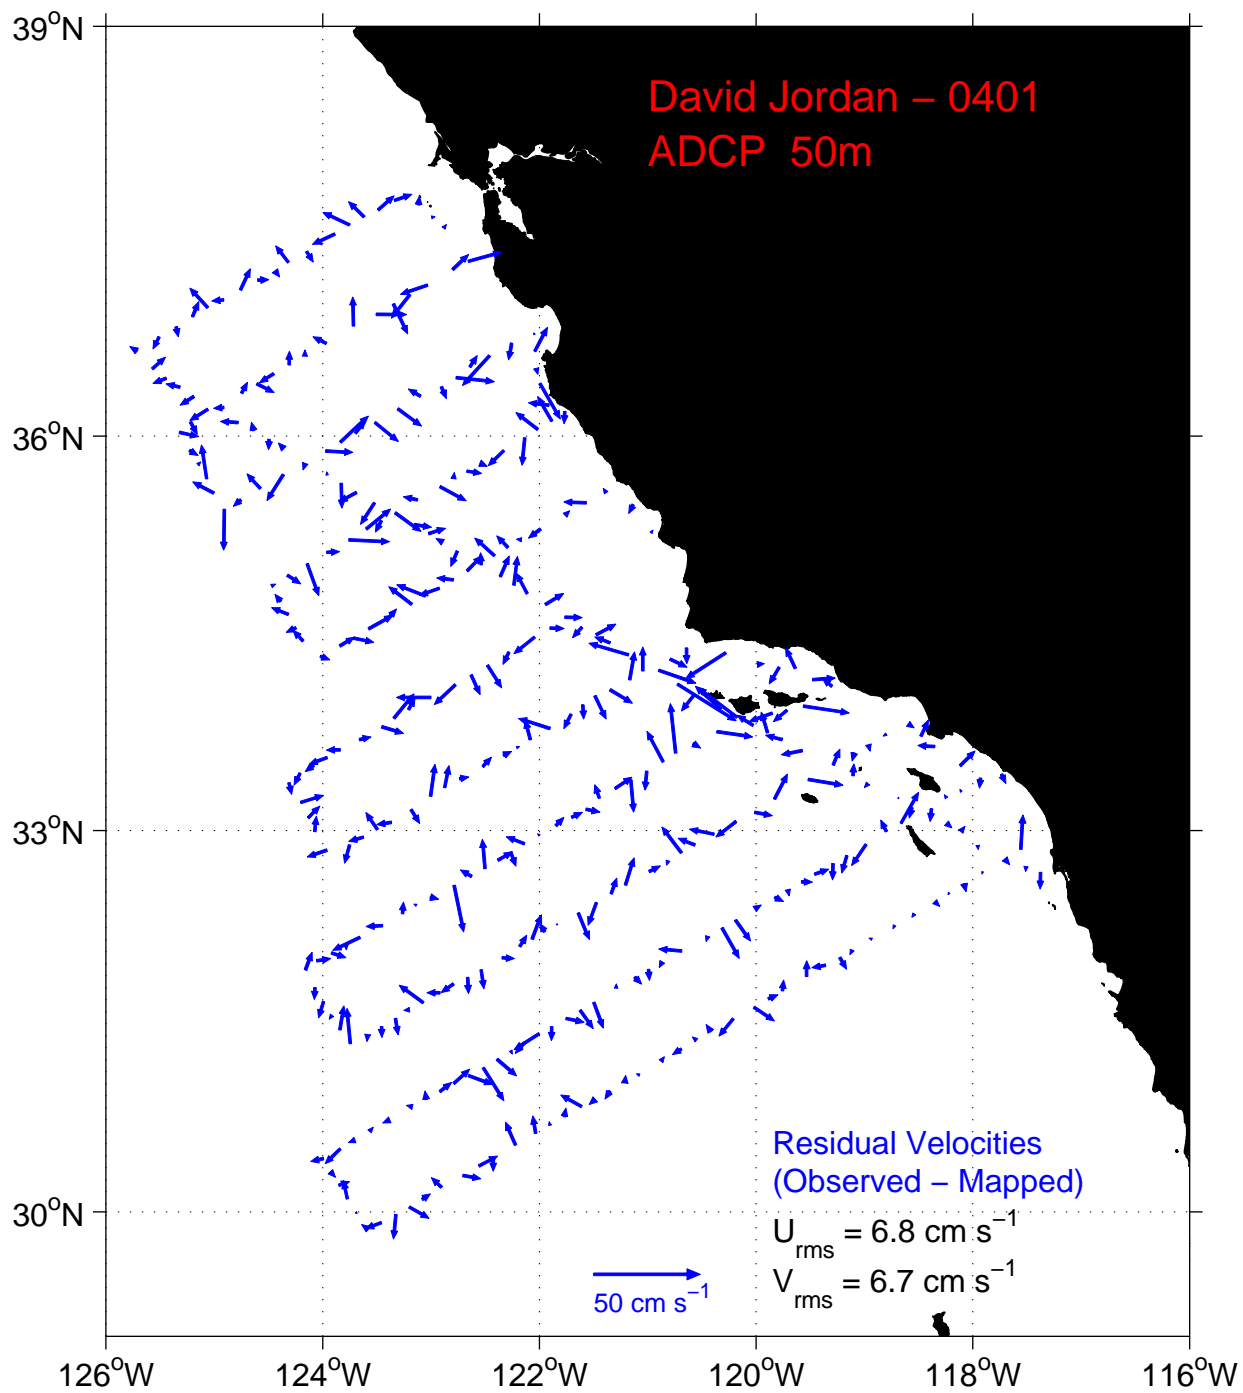 39°N
David Jordan – 0401
ADCP 50m
36°N
33°N
Residual Velocities
(Observed – Mapped)
30°N
U_rms = 6.8 cm s⁻¹
V_rms = 6.7 cm s⁻¹
50 cm s⁻¹
126°W 124°W 122°W 120°W 118°W 116°W